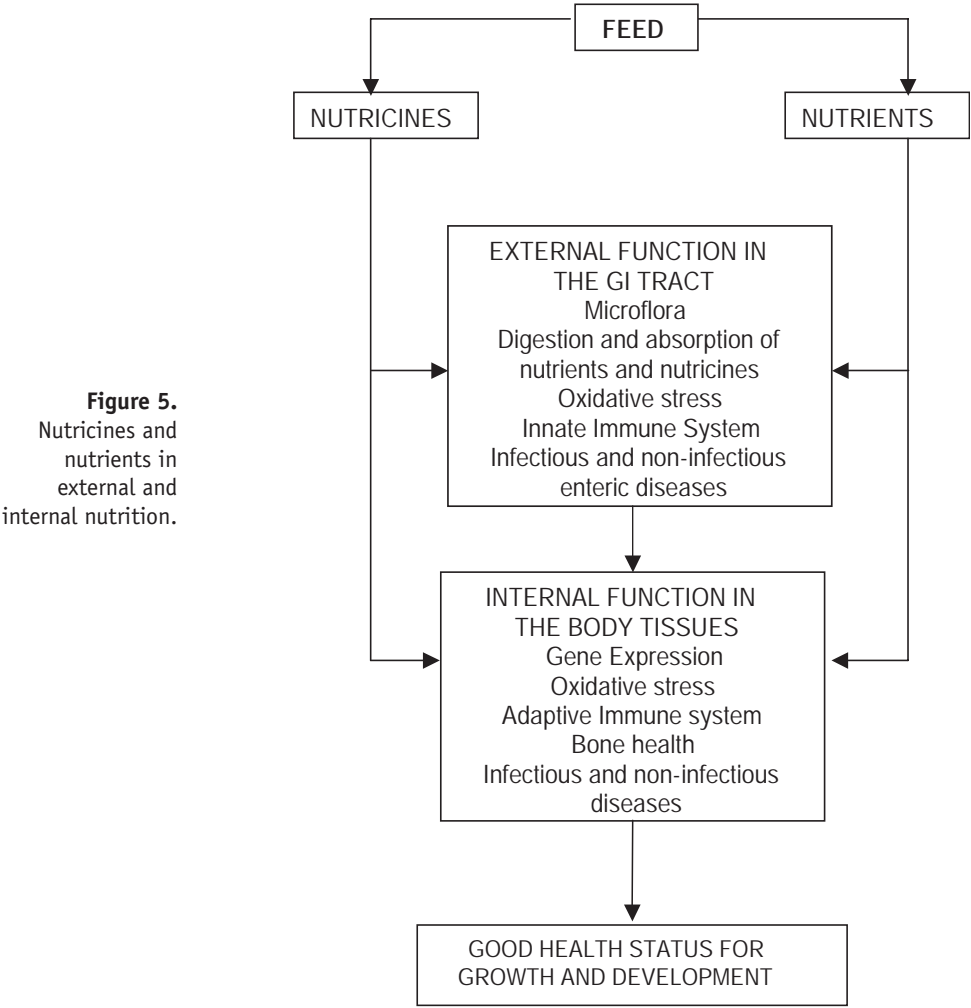 FEED
NUTRICINES
NUTRIENTS
EXTERNAL FUNCTION IN
THE GI TRACT
Microflora
Digestion and absorption of
nutrients and nutricines
Oxidative stress
Innate Immune System
Infectious and non-infectious
enteric diseases
Figure 5.
Nutricines and
nutrients in
external and
internal nutrition.
INTERNAL FUNCTION IN
THE BODY TISSUES
Gene Expression
Oxidative stress
Adaptive Immune system
Bone health
Infectious and non-infectious
diseases
GOOD HEALTH STATUS FOR
GROWTH AND DEVELOPMENT